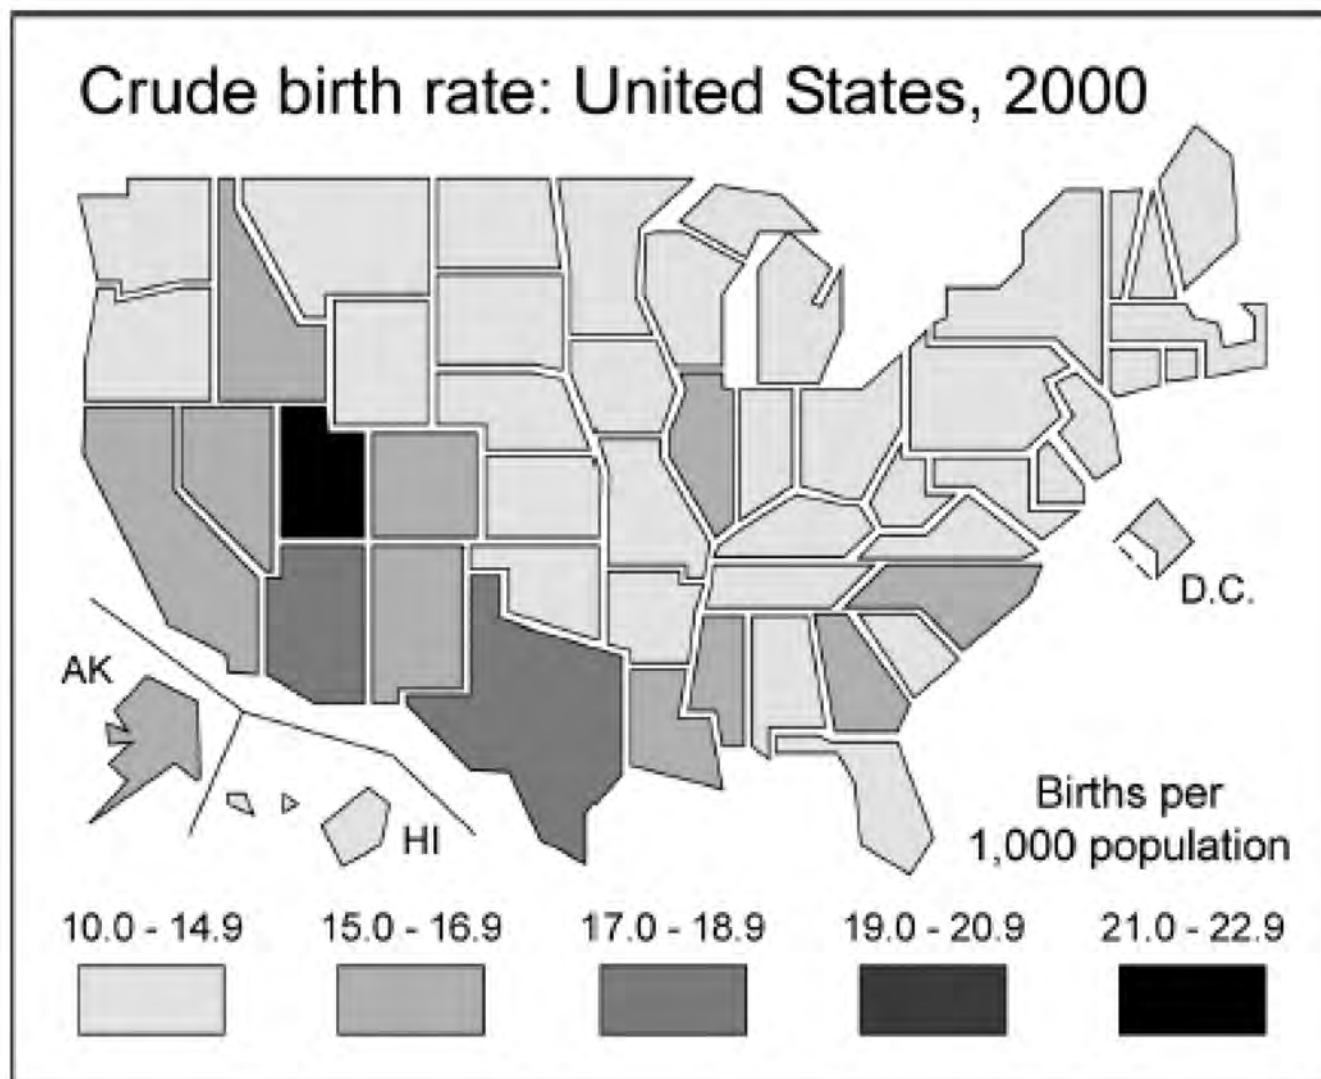 Crude birth rate: United States, 2000
D.C.
AK
HI
Births per
1,000 population
10.0 - 14.9
15.0 - 16.9
17.0 - 18.9
19.0 - 20.9
21.0 - 22.9